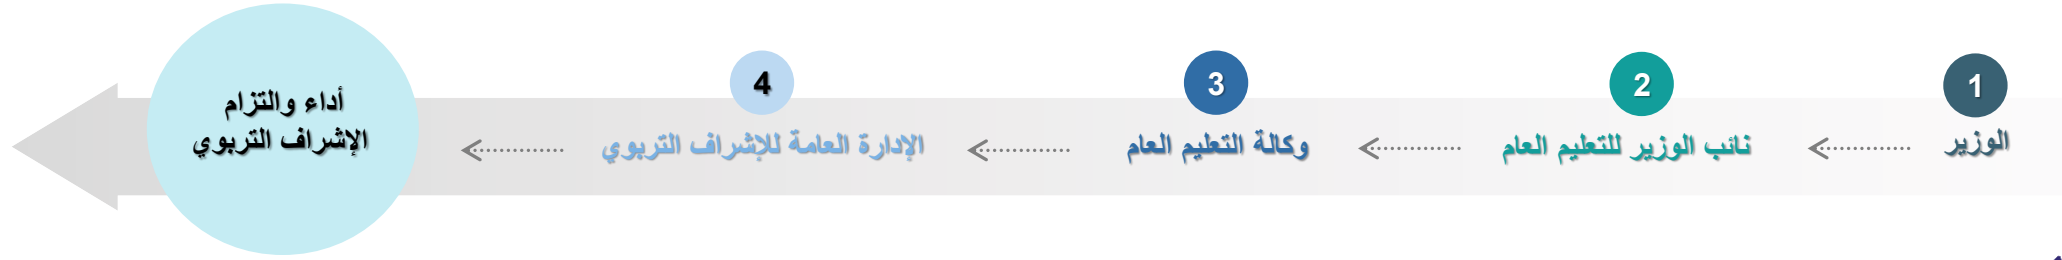 1
الوزير
2
نائب الوزير للتعليم العام
3
وكالة التعليم العام
4
الإدارة العامة للإشراف التربوي
أداء والتزام
الإشراف التربوي